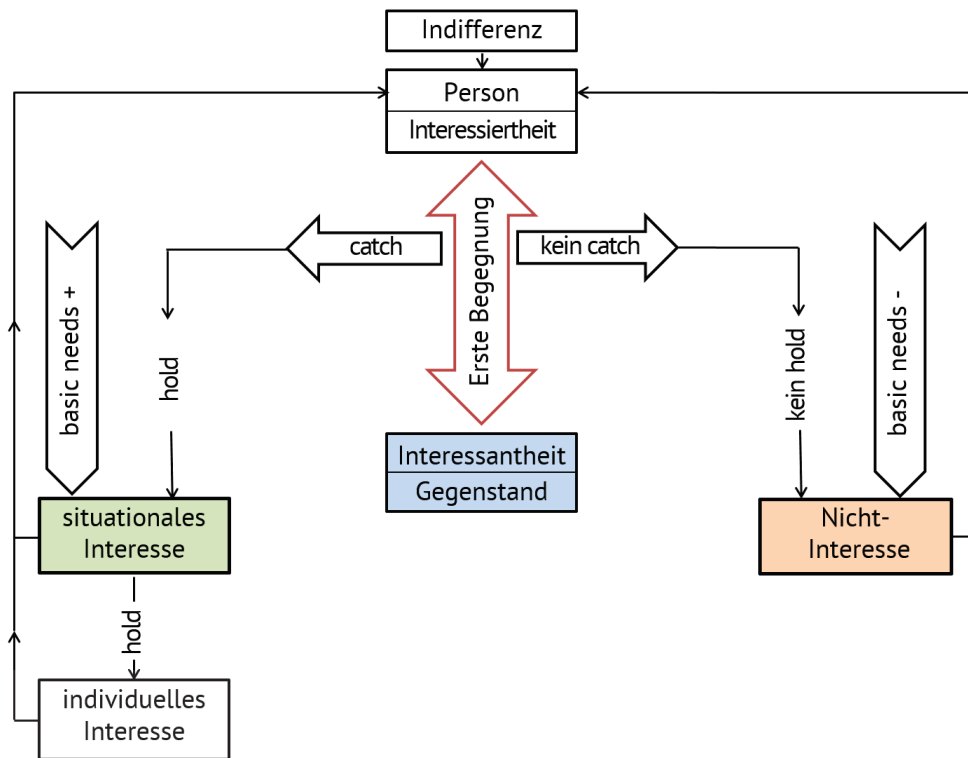 Indifferenz
Person
Interessiertheit
Erste Begegnung
catch
kein catch
basic needs +
hold
kein hold
basic needs -
Interessantheit
Gegenstand
situationales
Interesse
Nicht-
Interesse
hold
individuelles
Interesse